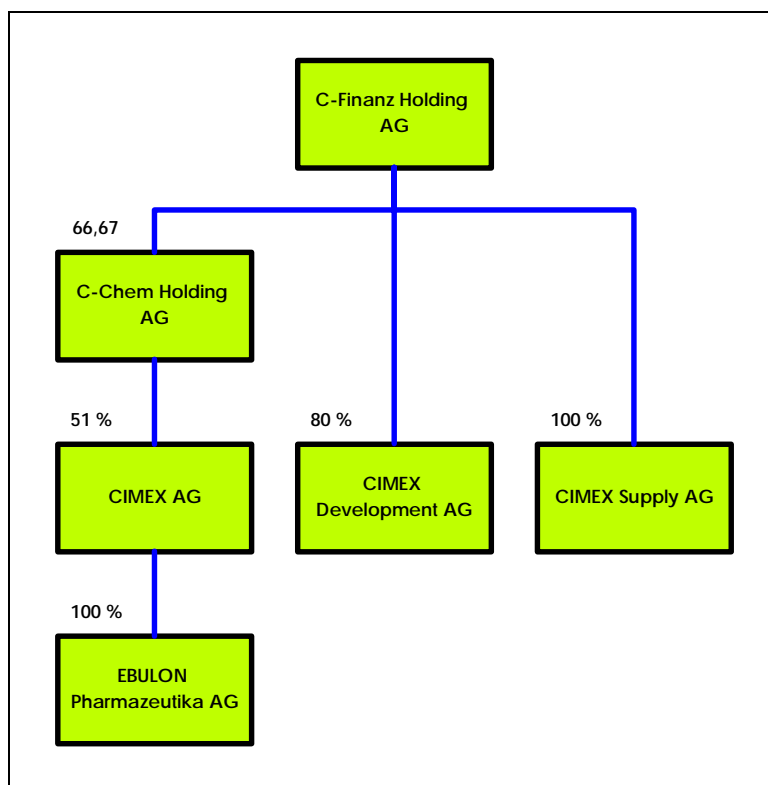 C-Finanz Holding
AG
66,67
C-Chem Holding
AG
51 %
80 %
100 %
CIMEX AG
CIMEX
Development AG
CIMEX Supply AG
100 %
EBULON
Pharmazeutika AG